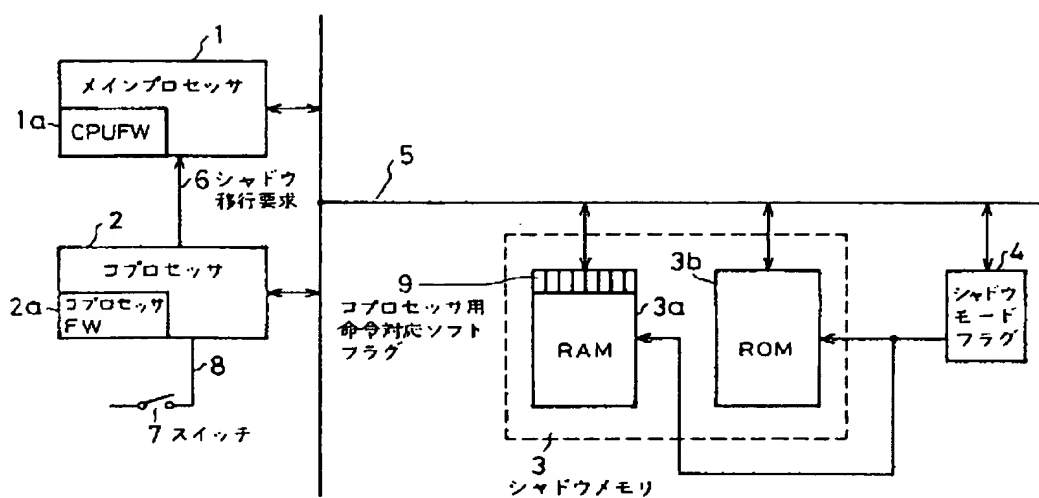 1
メインプロセッサ
1a
CPUFW
6 シャドウ
移行要求
5
2
コプロセッサ
2a
コプロセッサ
FW
8
7 スイッチ
9
コプロセッサ用
命令対応ソフト
フラグ
3a
RAM
3b
ROM
4
シャドウ
モード
フラグ
3
シャドウメモリ